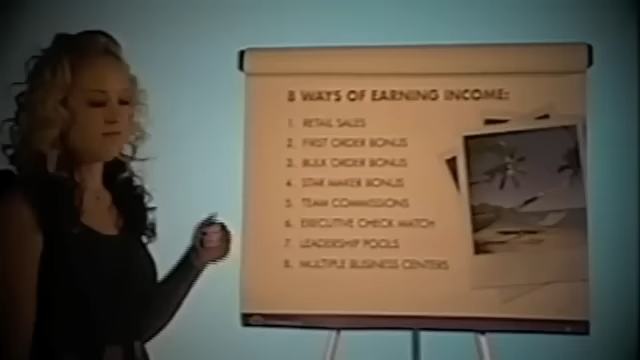 8 WAYS OF EARNING INCOME:
1. RETAIL SALES
2. FIRST ORDER BONUS
3. BULK ORDER BONUS
4. STAR MAKER BONUS
5. TEAM COMMISSIONS
6. EXECUTIVE CHECK MATCH
7. LEADERSHIP POOLS
8. MULTIPLE BUSINESS CENTERS